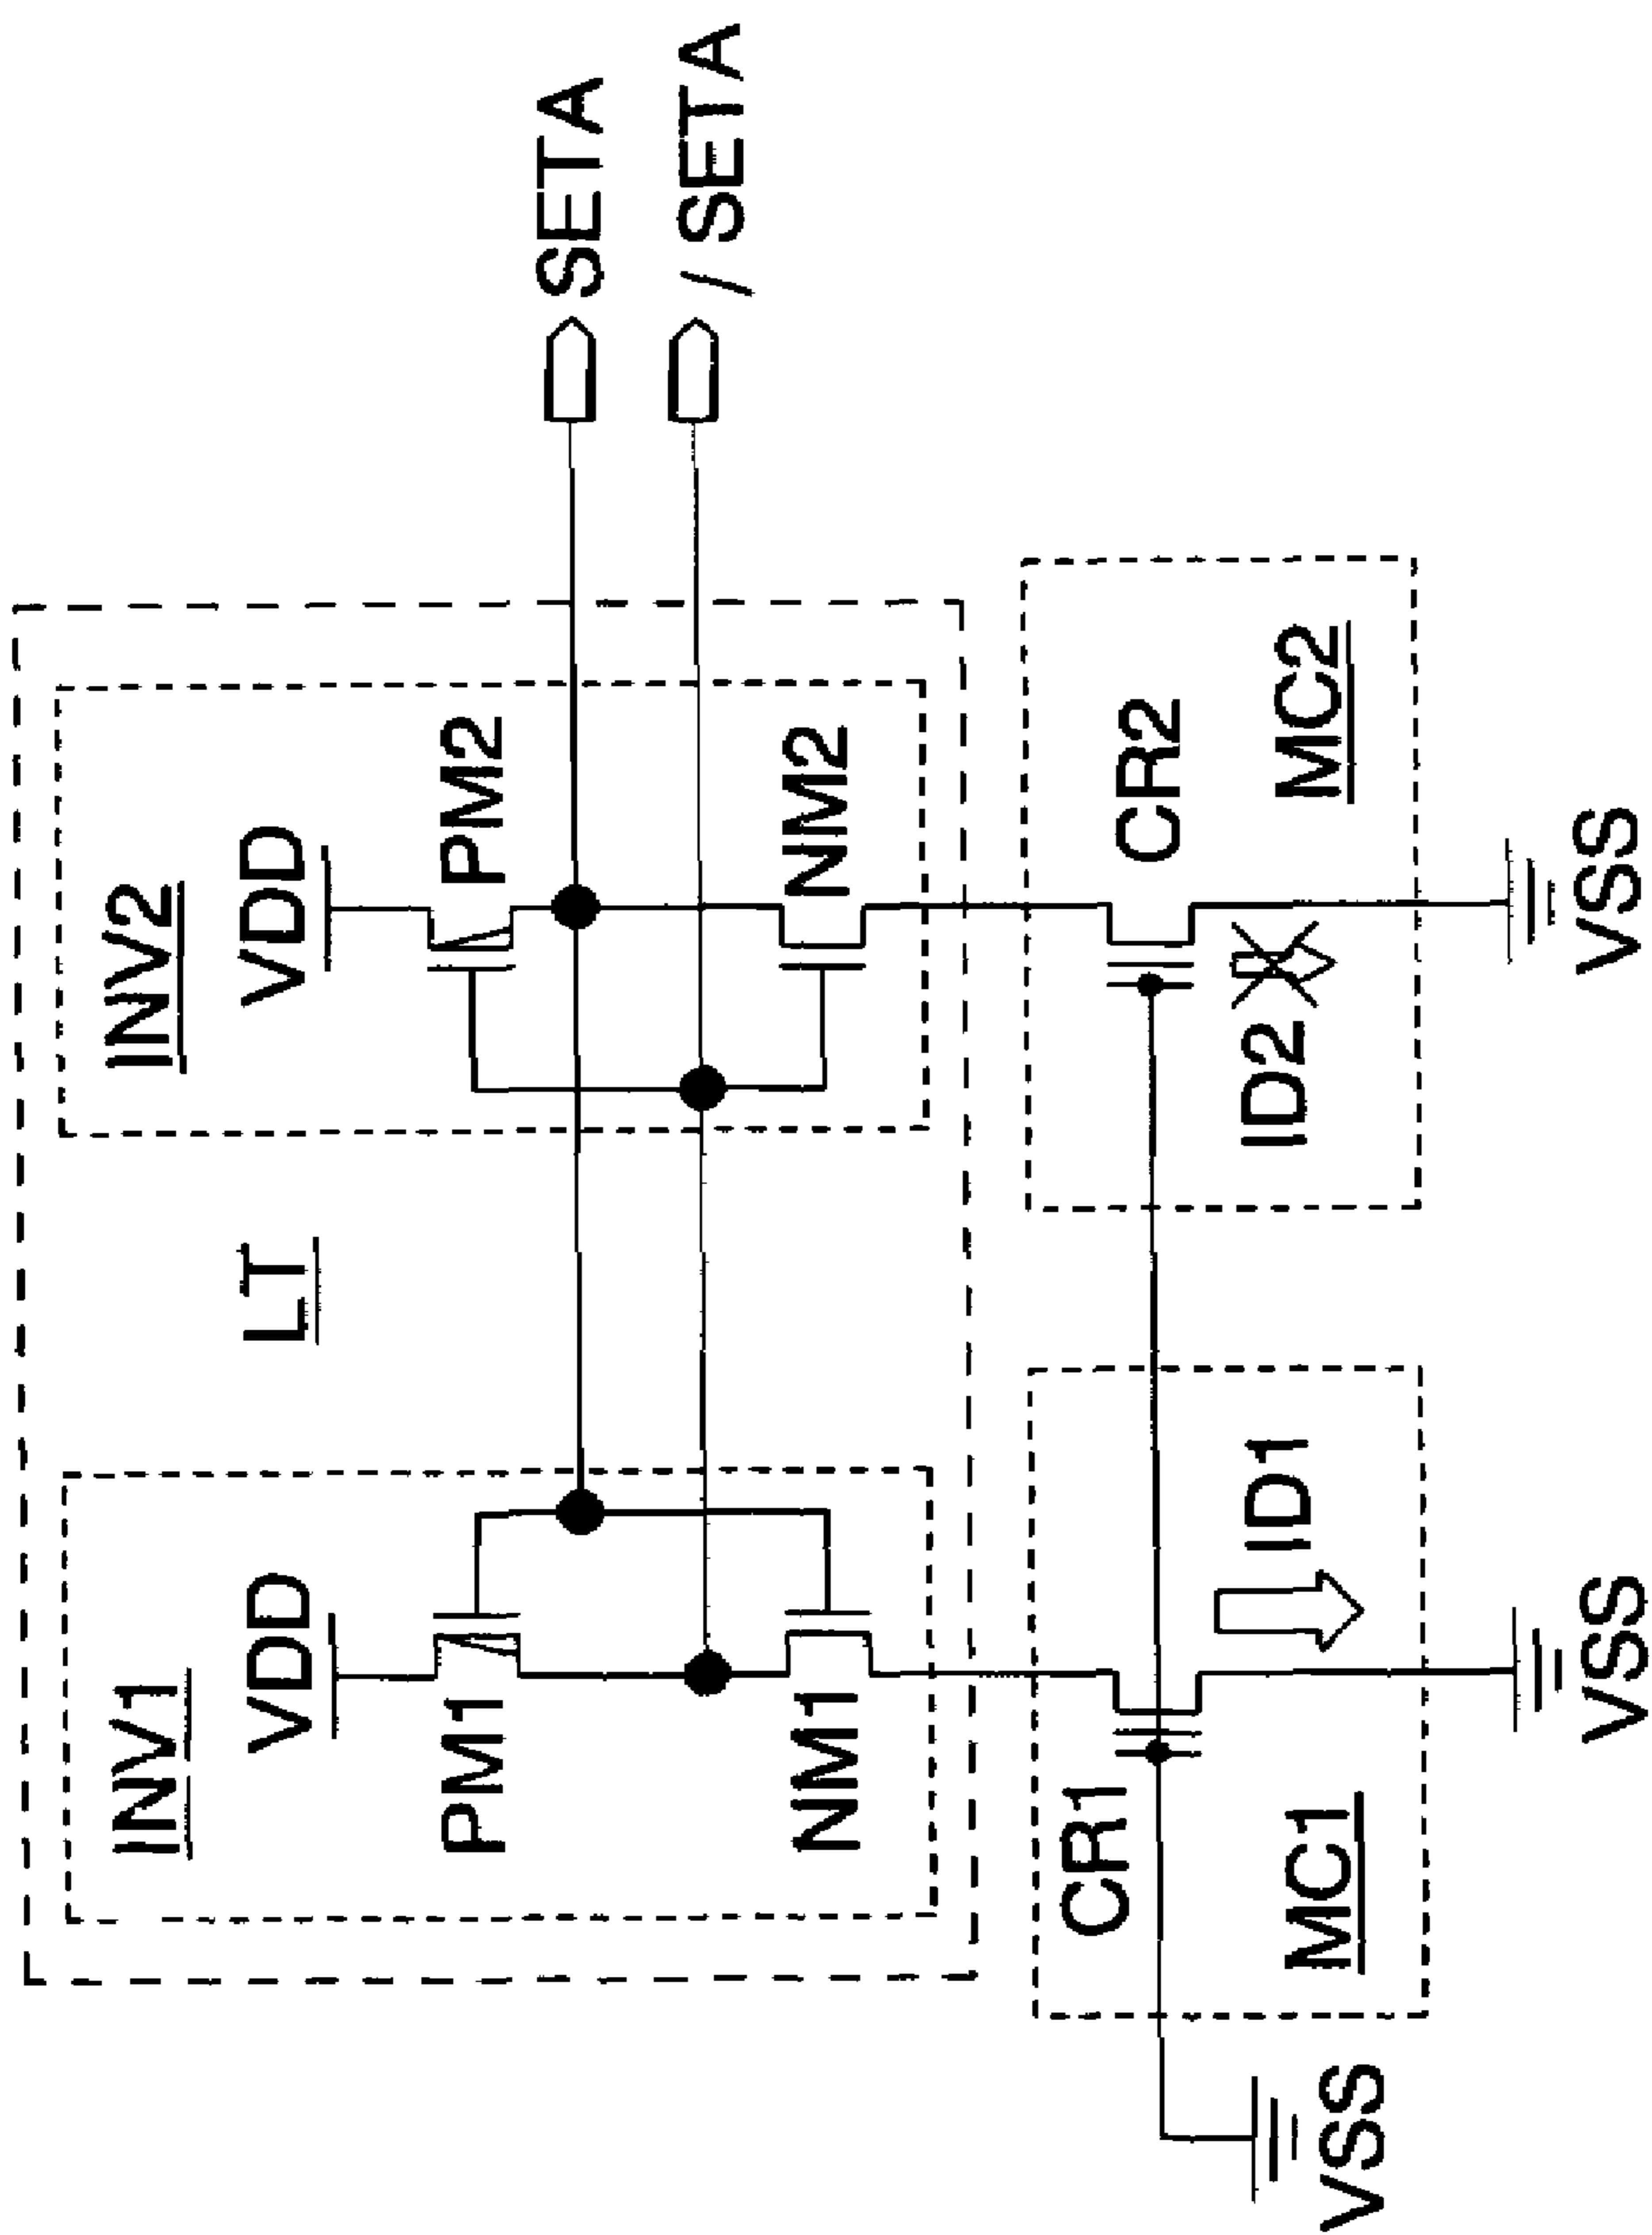 INV1
INV2
VDD
LT
VDD
PM1
PM2
SETA
/ SETA
NM1
NM2
CR1
CR2
ID1
ID2
MC1
MC2
VSS
VSS
VSS